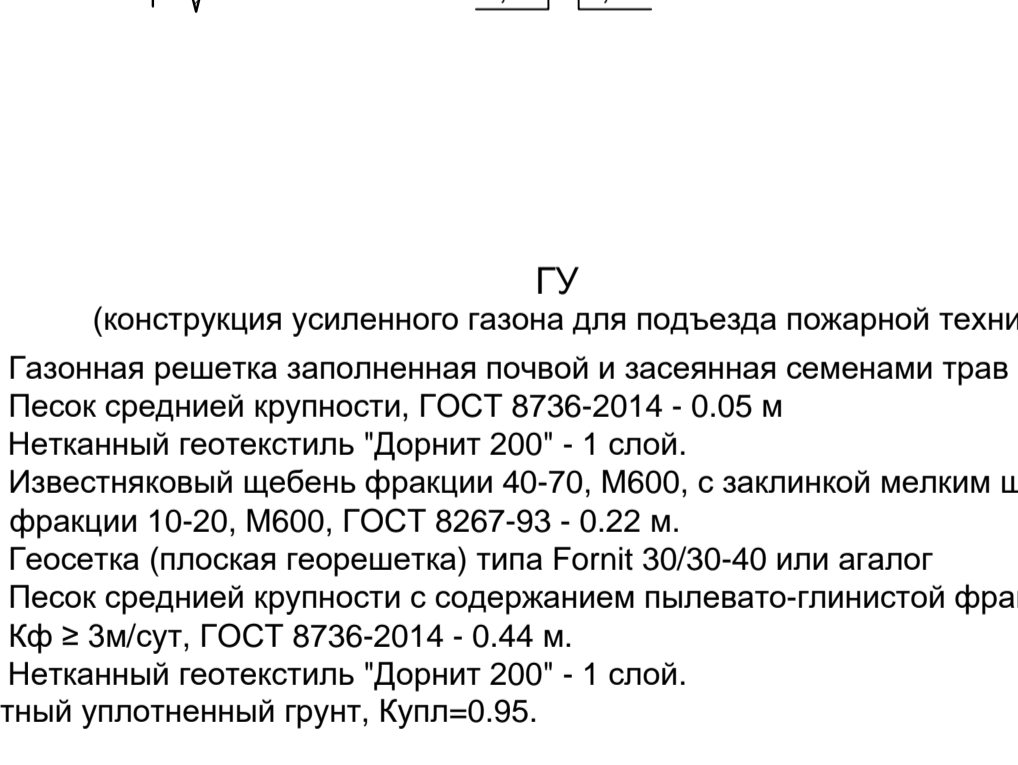 ГУ
(конструкция усиленного газона для подъезда пожарной
Газонная решетка заполненная почвой и засеянная семенами трав
Песок среднией крупности, ГОСТ 8736-2014 - 0.05 м
Нетканный геотекстиль "Дорнит 200" - 1 слой.
Известняковый щебень фракции 40-70, М600, с заклинкой мелким
фракции 10-20, М600, ГОСТ 8267-93 - 0.22 м.
Геосетка (плоская георешетка) типа Fornit 30/30-40 или агалог
Песок среднией крупности с содержанием пылевато-глинистой
Кф ≥ 3м/сут, ГОСТ 8736-2014 - 0.44 м.
Нетканный геотекстиль "Дорнит 200" - 1 слой.
уплотненный грунт, Купл=0.95.